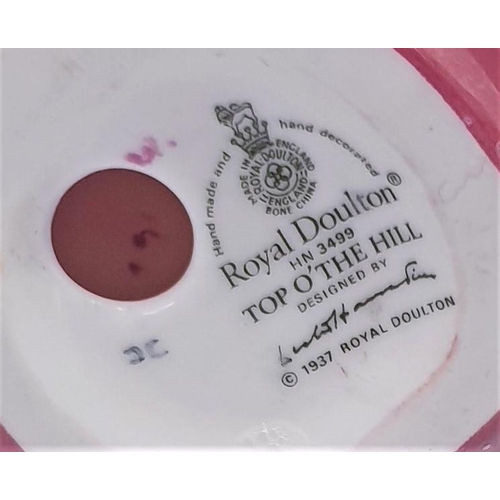 Hand made and hand decorated
MADE IN ENGLAND
ROYAL DOULTON
ENGLAND
BONE CHINA
Royal Doulton®
HN 3499
TOP O'THE HILL
DESIGNED BY
© 1937 ROYAL DOULTON